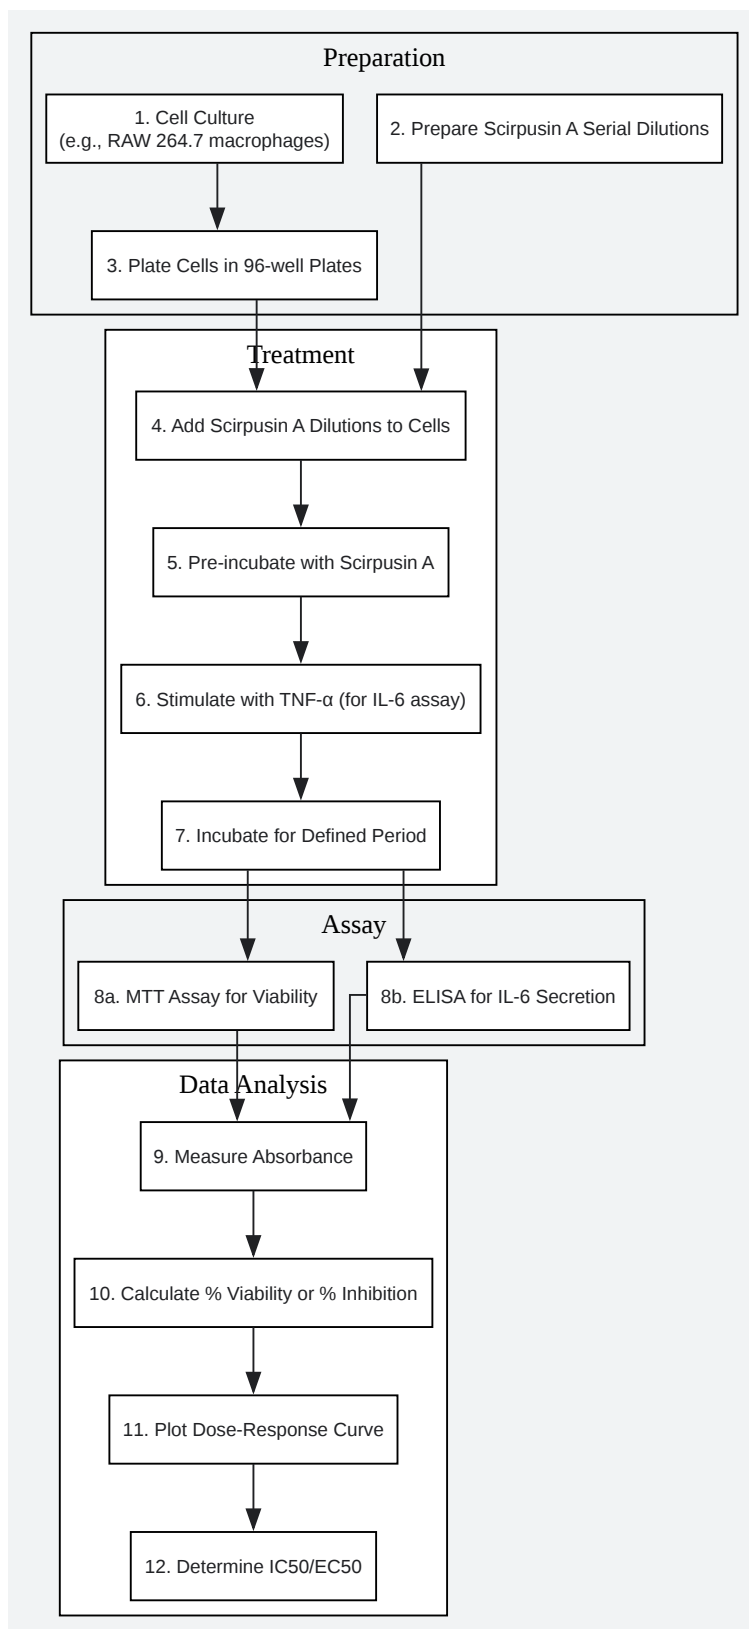 Preparation
1. Cell Culture
(e.g., RAW 264.7 macrophages)
2. Prepare Scirpusin A Serial Dilutions
3. Plate Cells in 96-well Plates
Treatment
4. Add Scirpusin A Dilutions to Cells
5. Pre-incubate with Scirpusin A
6. Stimulate with TNF-α (for IL-6 assay)
7. Incubate for Defined Period
Assay
8a. MTT Assay for Viability
8b. ELISA for IL-6 Secretion
Data Analysis
9. Measure Absorbance
10. Calculate % Viability or % Inhibition
11. Plot Dose-Response Curve
12. Determine IC50/EC50